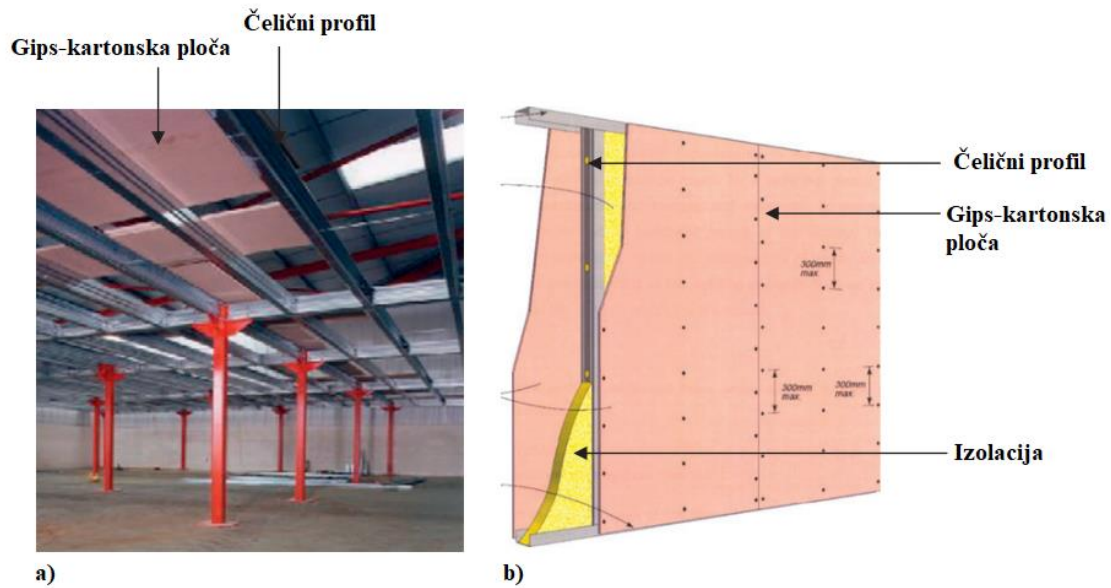 Čelični profil
Gips-kartonska ploča
Čelični profil
Gips-kartonska
ploča
300mm
max
300mm
max.
300mm
max
Izolacija
a)
b)